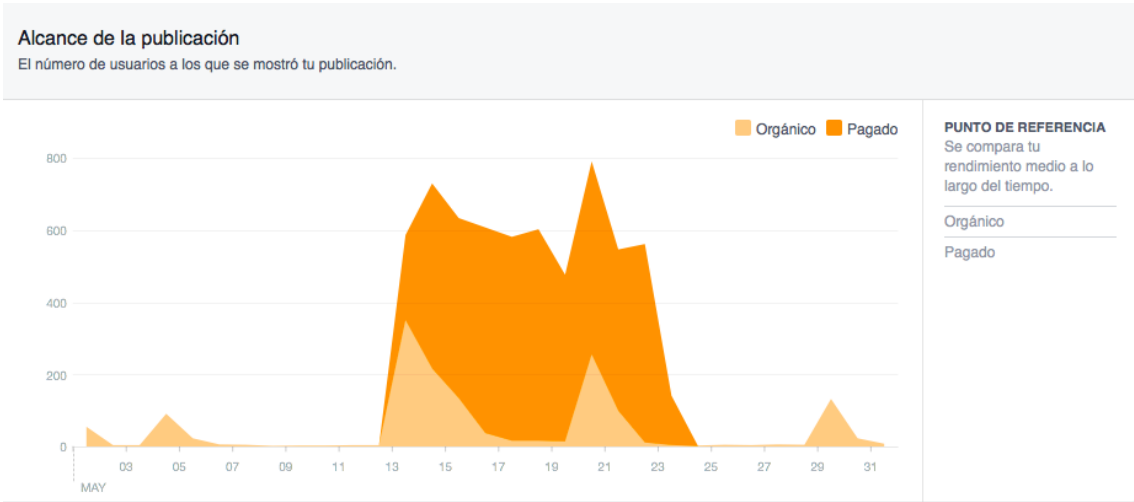 Alcance de la publicación
El número de usuarios a los que se mostró tu publicación.
Orgánico Pagado
PUNTO DE REFERENCIA
Se compara tu
rendimiento medio a lo
largo del tiempo.
Orgánico
Pagado
800
600
400
200
0
03 05 07 09 11 13 15 17 19 21 23 25 27 29 31
MAY